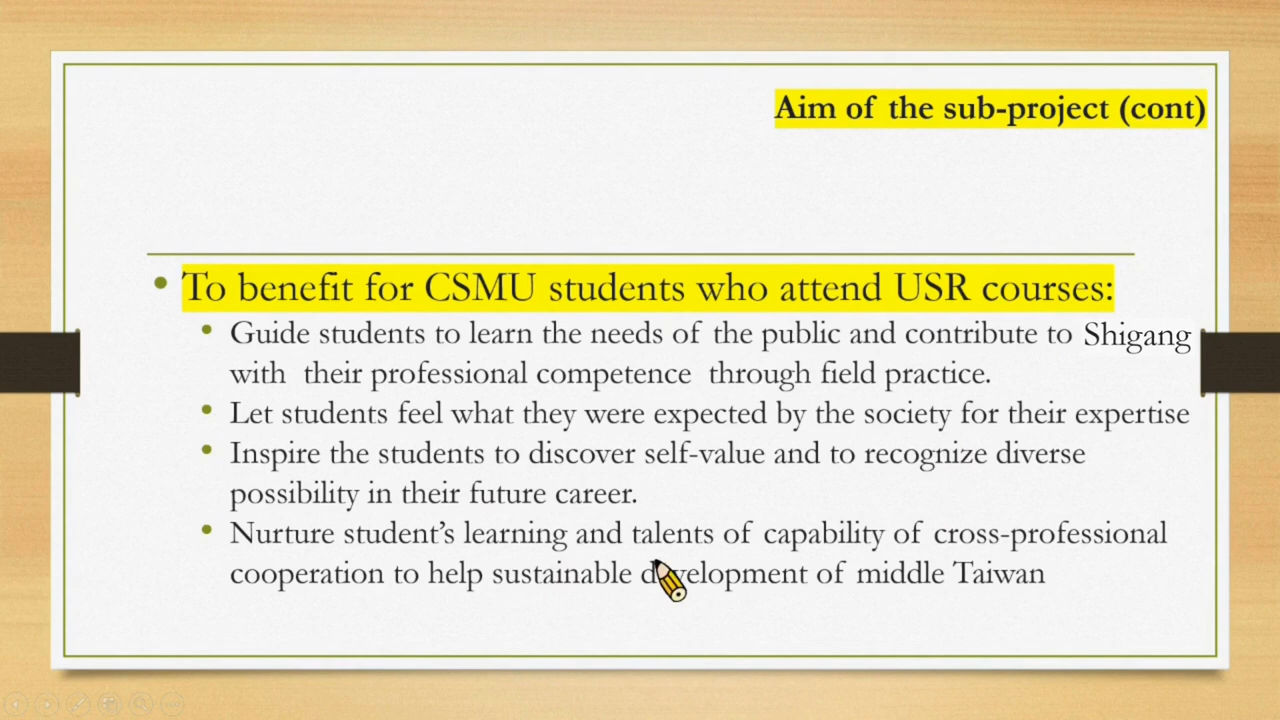 Aim of the sub-project (cont)
• To benefit for CSMU students who attend USR courses:
• Guide students to learn the needs of the public and contribute to Shigang
with their professional competence through field practice.
• Let students feel what they were expected by the society for their expertise
• Inspire the students to discover self-value and to recognize diverse
possibility in their future career.
• Nurture student’s learning and talents of capability of cross-professional
cooperation to help sustainable development of middle Taiwan